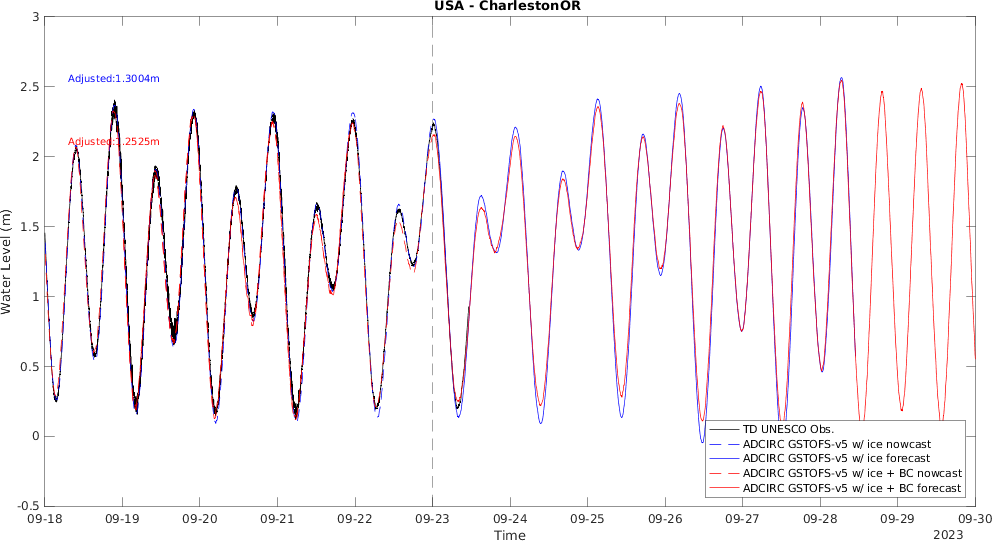 USA - CharlestonOR
3
2.5
2
1.5
1
0.5
0
-0.5
Water Level (m)
Adjusted:1.3004m
Adjusted:1.2525m
TD UNESCO Obs.
ADCIRC GSTOFS-v5 w/ ice nowcast
ADCIRC GSTOFS-v5 w/ ice forecast
ADCIRC GSTOFS-v5 w/ ice + BC nowcast
ADCIRC GSTOFS-v5 w/ ice + BC forecast
09-18 09-19 09-20 09-21 09-22 09-23 09-24 09-25 09-26 09-27 09-28 09-29 09-30
Time
2023